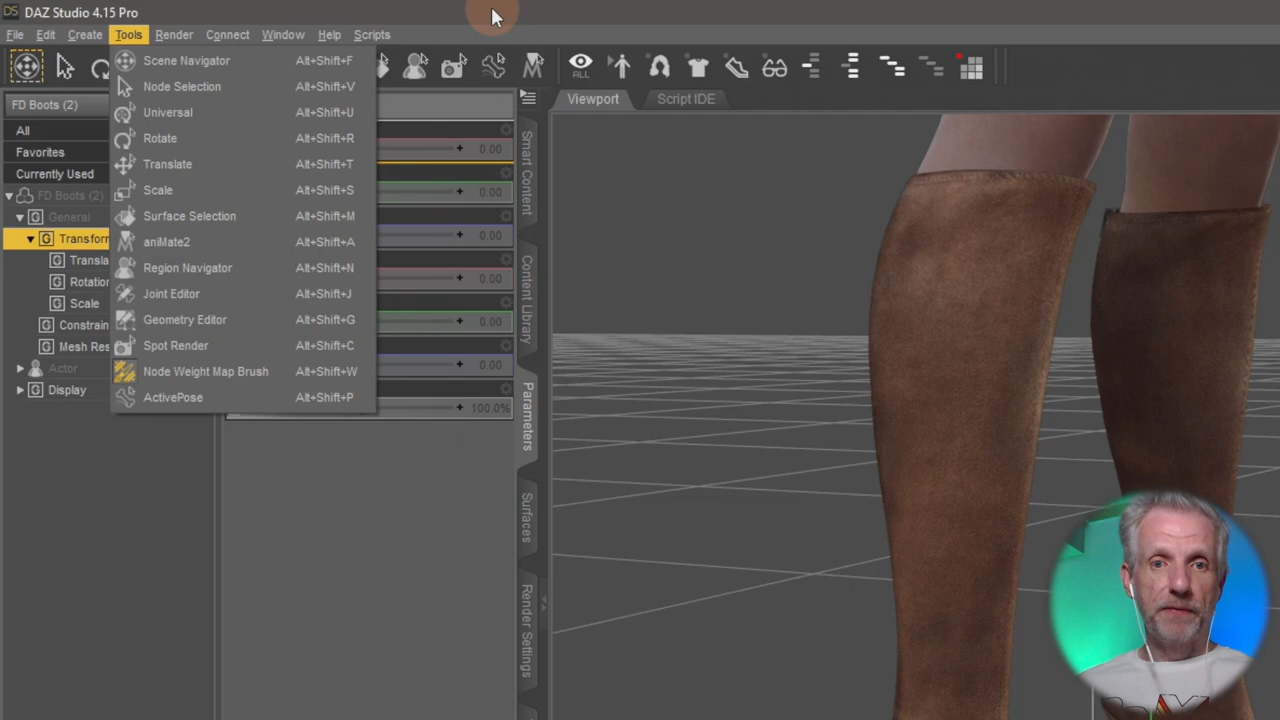 DAZ Studio 4.15 Pro
File Edit Create Tools Render Connect Window Help Scripts
Scene Navigator Alt+Shift+F
Node Selection Alt+Shift+V
Universal Alt+Shift+U
Rotate Alt+Shift+R
Translate Alt+Shift+T
Scale Alt+Shift+S
Surface Selection Alt+Shift+M
aniMate2 Alt+Shift+A
Region Navigator Alt+Shift+N
Joint Editor Alt+Shift+J
Geometry Editor Alt+Shift+G
Spot Render Alt+Shift+C
Node Weight Map Brush Alt+Shift+W
ActivePose Alt+Shift+P
ALL
FD Boots (2)
All
Favorites
Currently Used
FD Boots (2)
General
Transfor
Transla
Rotation
Scale
Constrain
Mesh Res
Actor
Display
0.00
0.00
0.00
0.00
0.00
0.00
100.0%
Smart Content
Content Library
Parameters
Surfaces
Render Settings
Viewport Script IDE